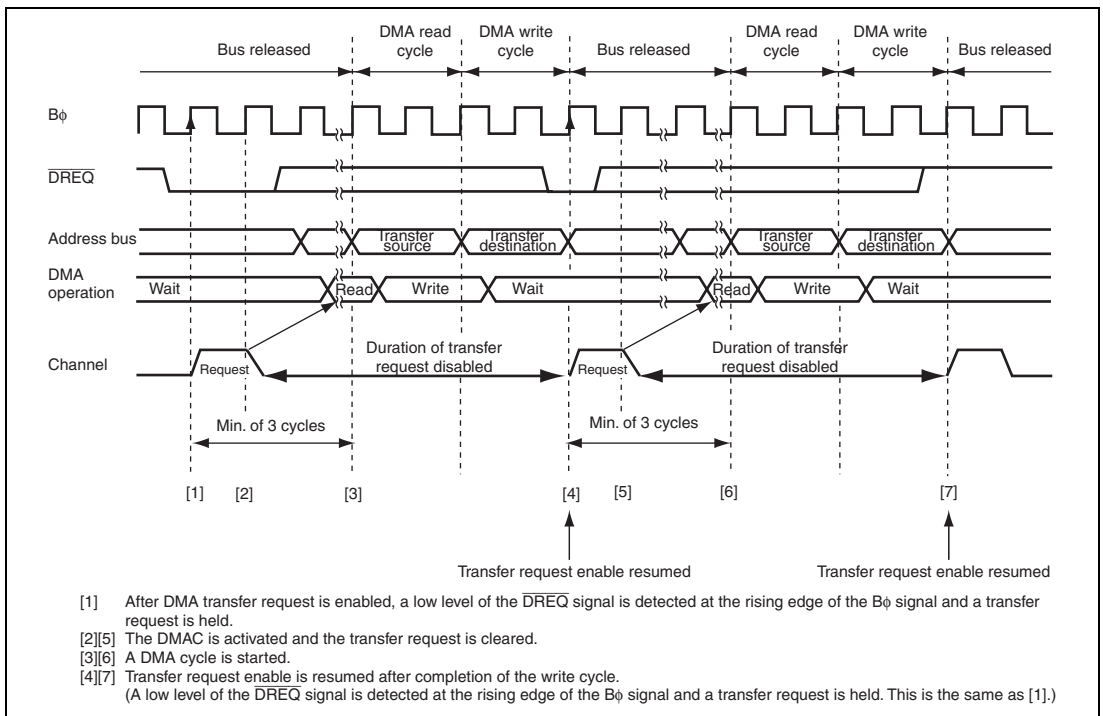 Bus released
DMA read cycle
DMA write cycle
Bus released
DMA read cycle
DMA write cycle
Bus released
Bφ
DREQ
Address bus
Transfer source
Transfer destination
Transfer source
Transfer destination
DMA operation
Wait
Read
Write
Wait
Read
Write
Wait
Channel
Request
Duration of transfer request disabled
Request
Duration of transfer request disabled
Min. of 3 cycles
Min. of 3 cycles
[1]
[2]
[3]
[4]
[5]
[6]
[7]
Transfer request enable resumed
Transfer request enable resumed
[1] After DMA transfer request is enabled, a low level of the DREQ signal is detected at the rising edge of the Bφ signal and a transfer
request is held.
[2][5] The DMAC is activated and the transfer request is cleared.
[3][6] A DMA cycle is started.
[4][7] Transfer request enable is resumed after completion of the write cycle.
(A low level of the DREQ signal is detected at the rising edge of the Bφ signal and a transfer request is held. This is the same as [1].)